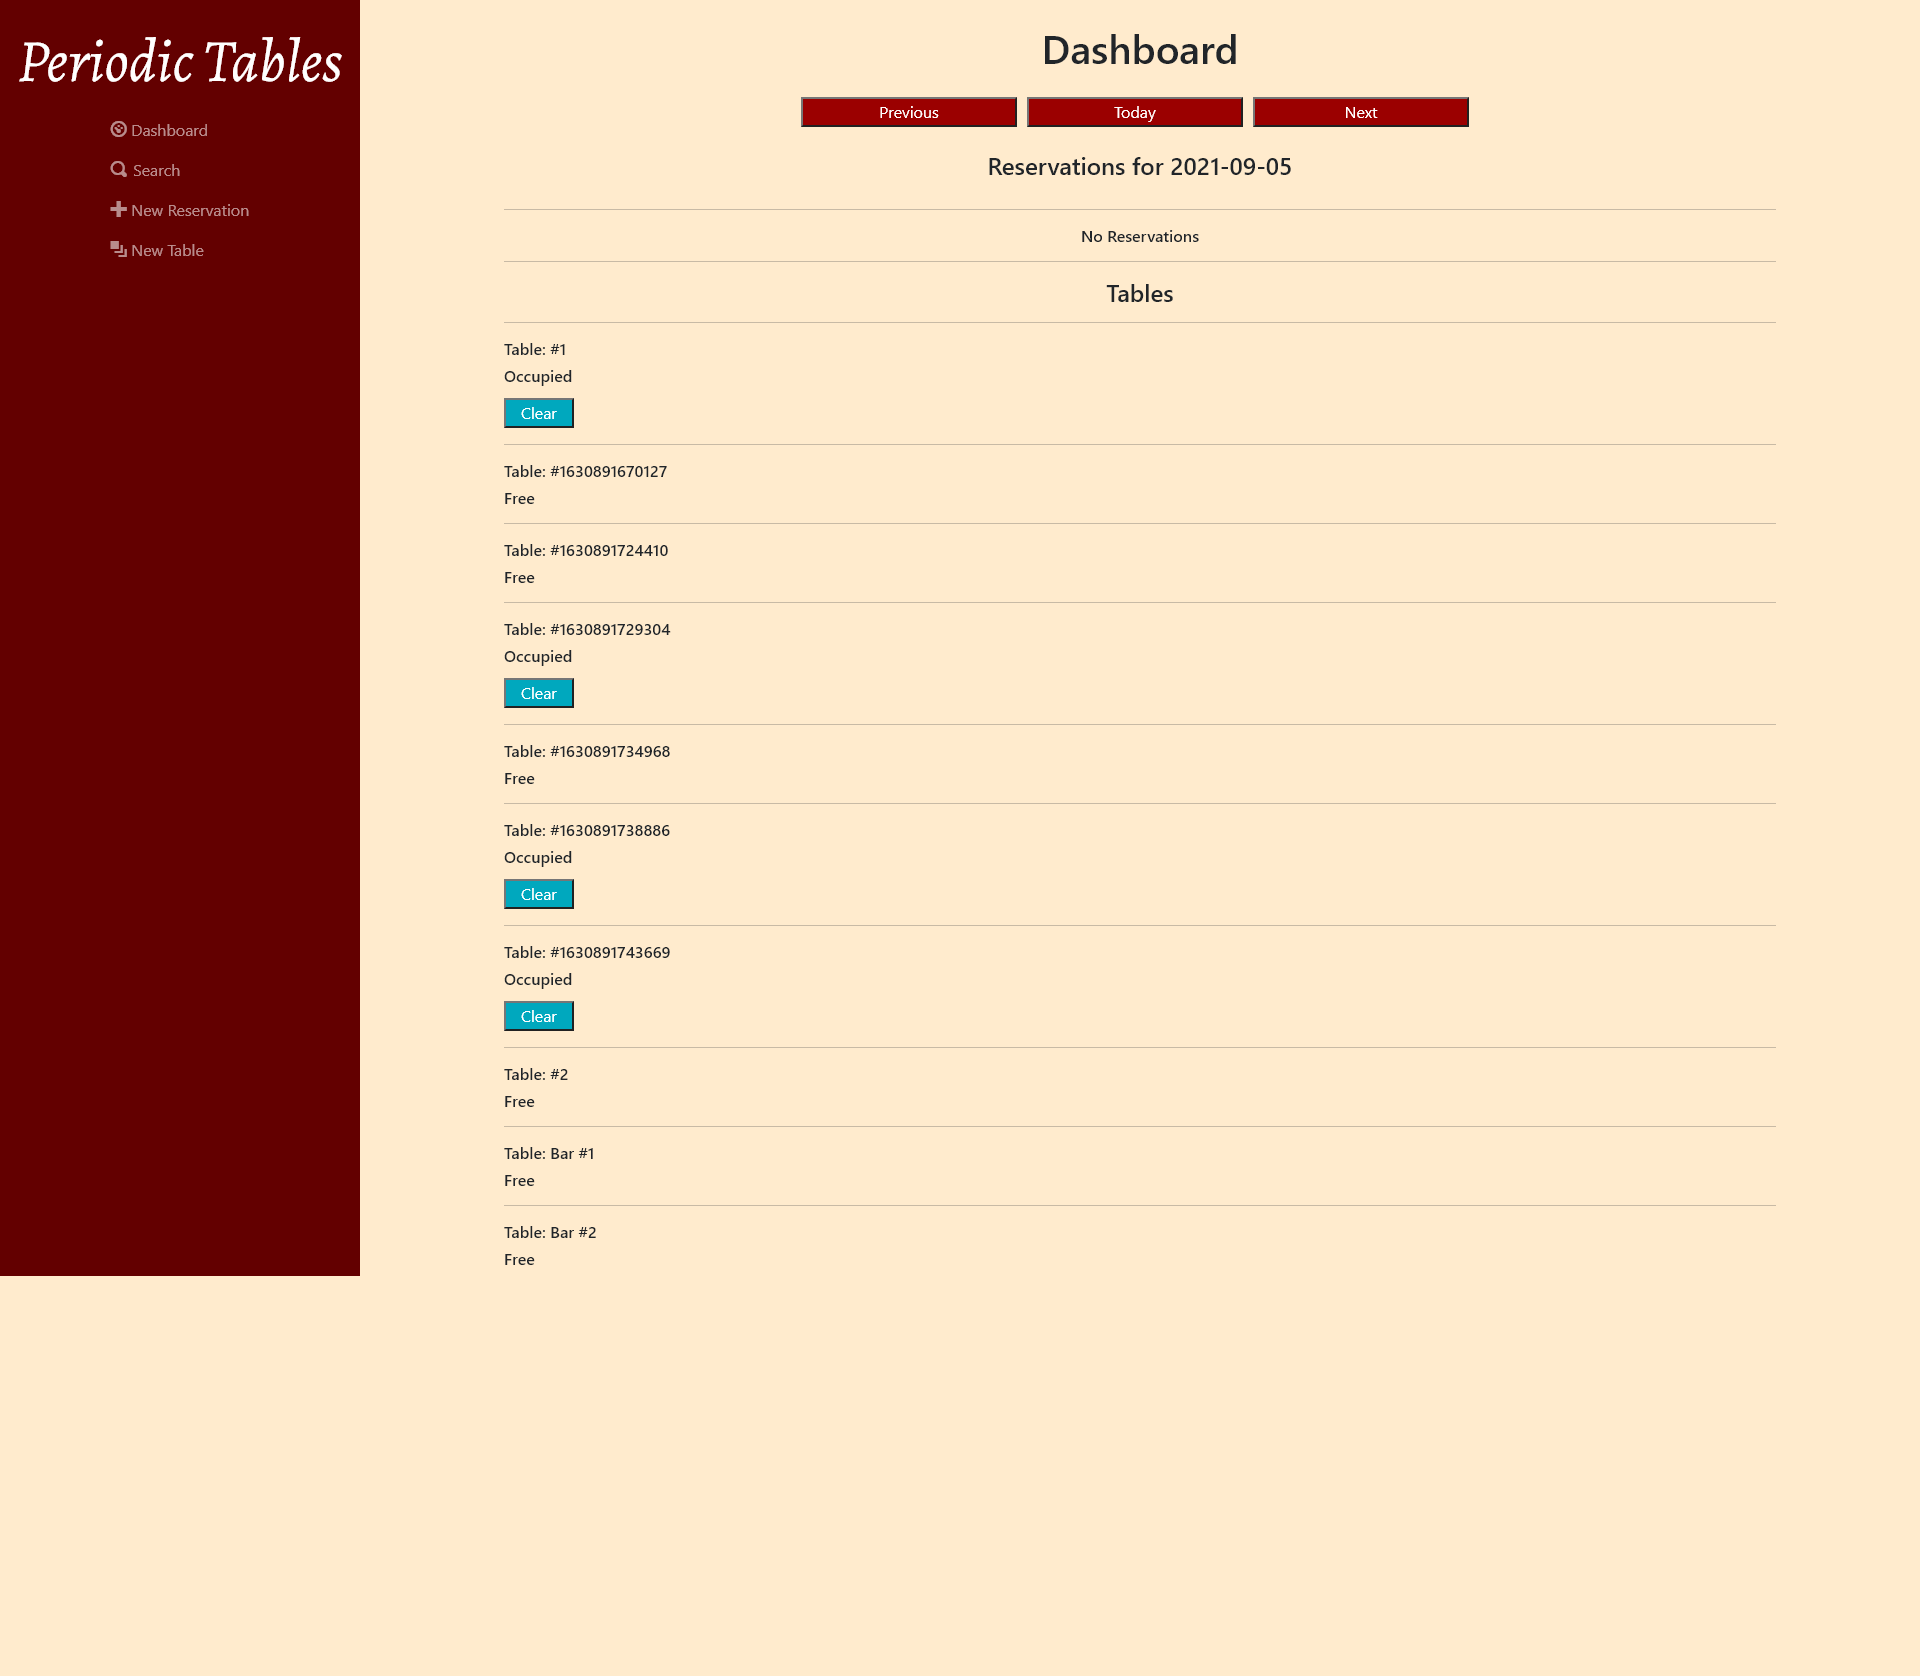 Periodic Tables
Dashboard
Search
New Reservation
New Table
Dashboard
Previous Today Next
Reservations for 2021-09-05
No Reservations
Tables
Table: #1
Occupied
Clear
Table: #1630891670127
Free
Table: #1630891724410
Free
Table: #1630891729304
Occupied
Clear
Table: #1630891734968
Free
Table: #1630891738886
Occupied
Clear
Table: #1630891743669
Occupied
Clear
Table: #2
Free
Table: Bar #1
Free
Table: Bar #2
Free